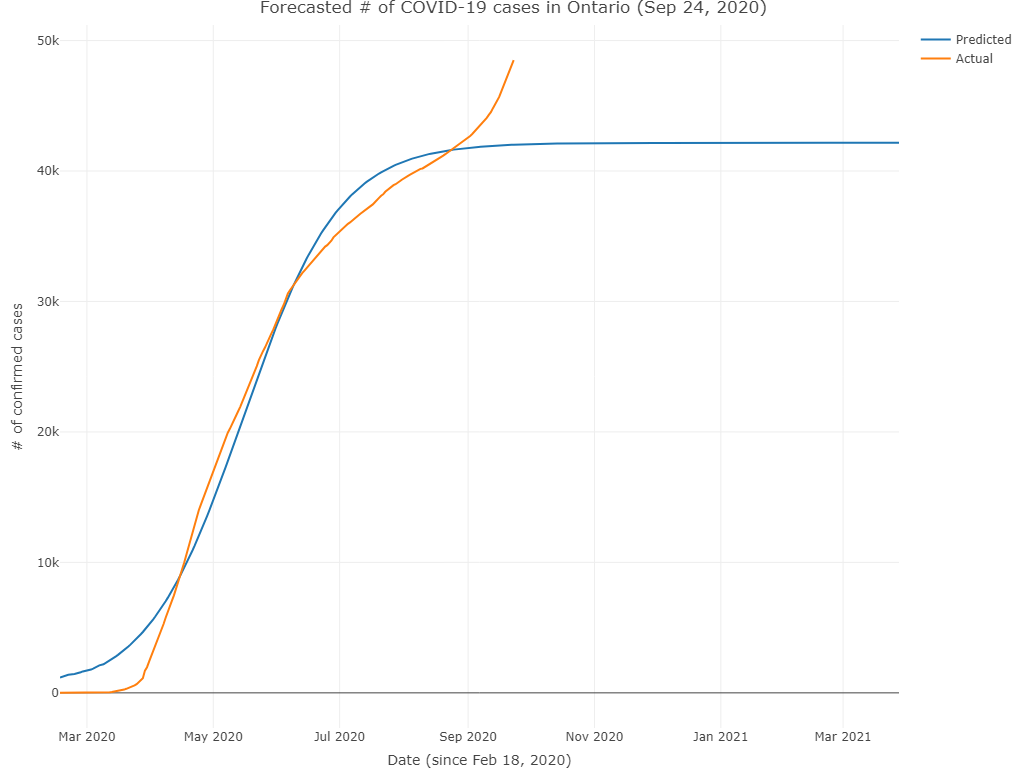 Forecasted # of COVID-19 cases in Ontario (Sep 24, 2020)
Predicted
Actual
50k
40k
30k
20k
10k
0
# of confirmed cases
Mar 2020
May 2020
Jul 2020
Sep 2020
Nov 2020
Jan 2021
Mar 2021
Date (since Feb 18, 2020)